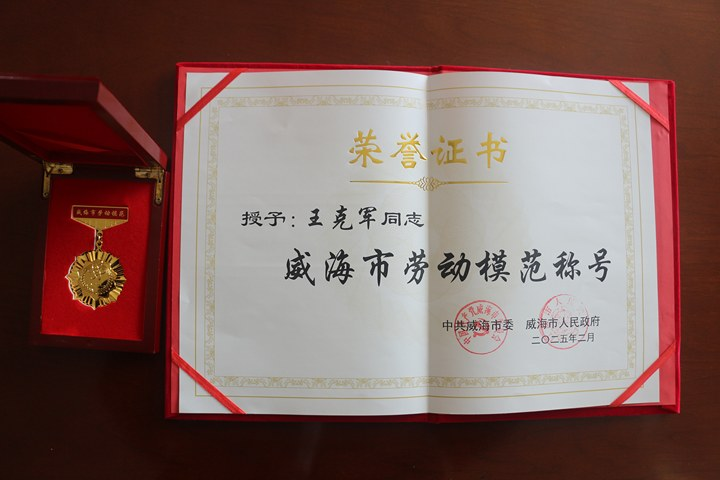 威海市劳动模范
荣誉证书
授予：王克军同志
威海市劳动模范称号
中共威海市委 威海市人民政府
二〇二五年二月